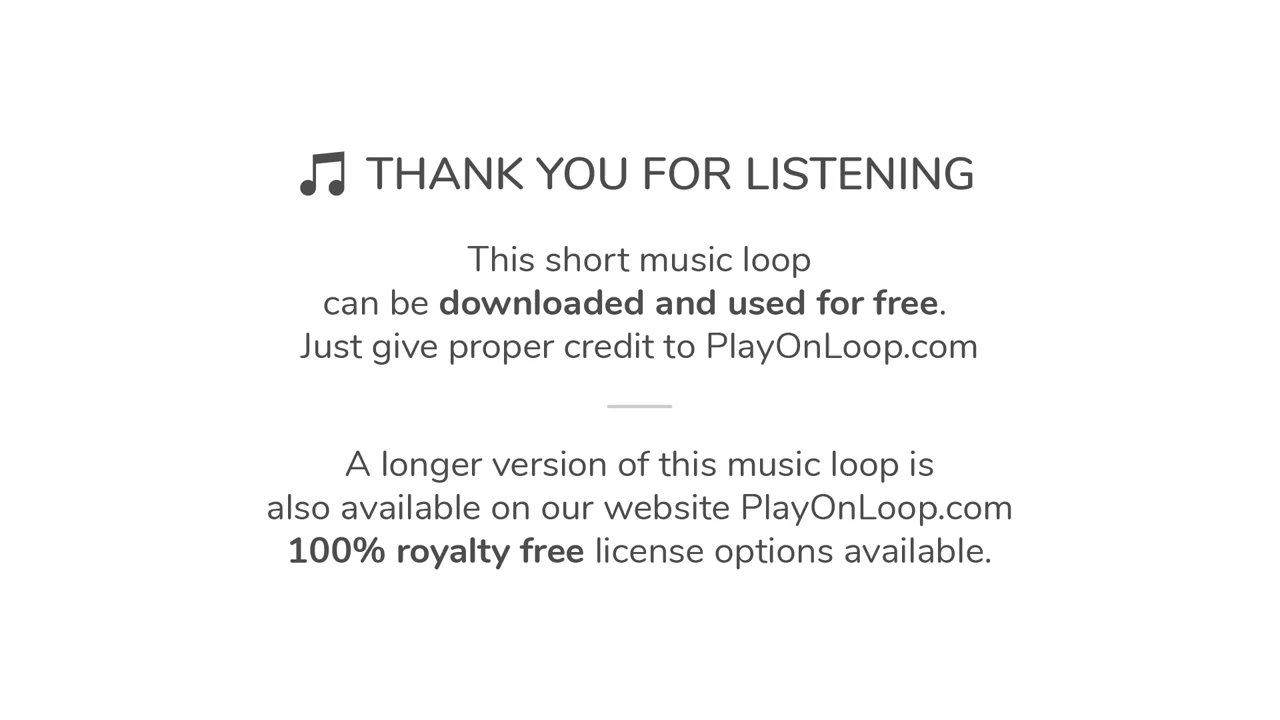 THANK YOU FOR LISTENING
This short music loop
can be downloaded and used for free.
Just give proper credit to PlayOnLoop.com
A longer version of this music loop is
also available on our website PlayOnLoop.com
100% royalty free license options available.